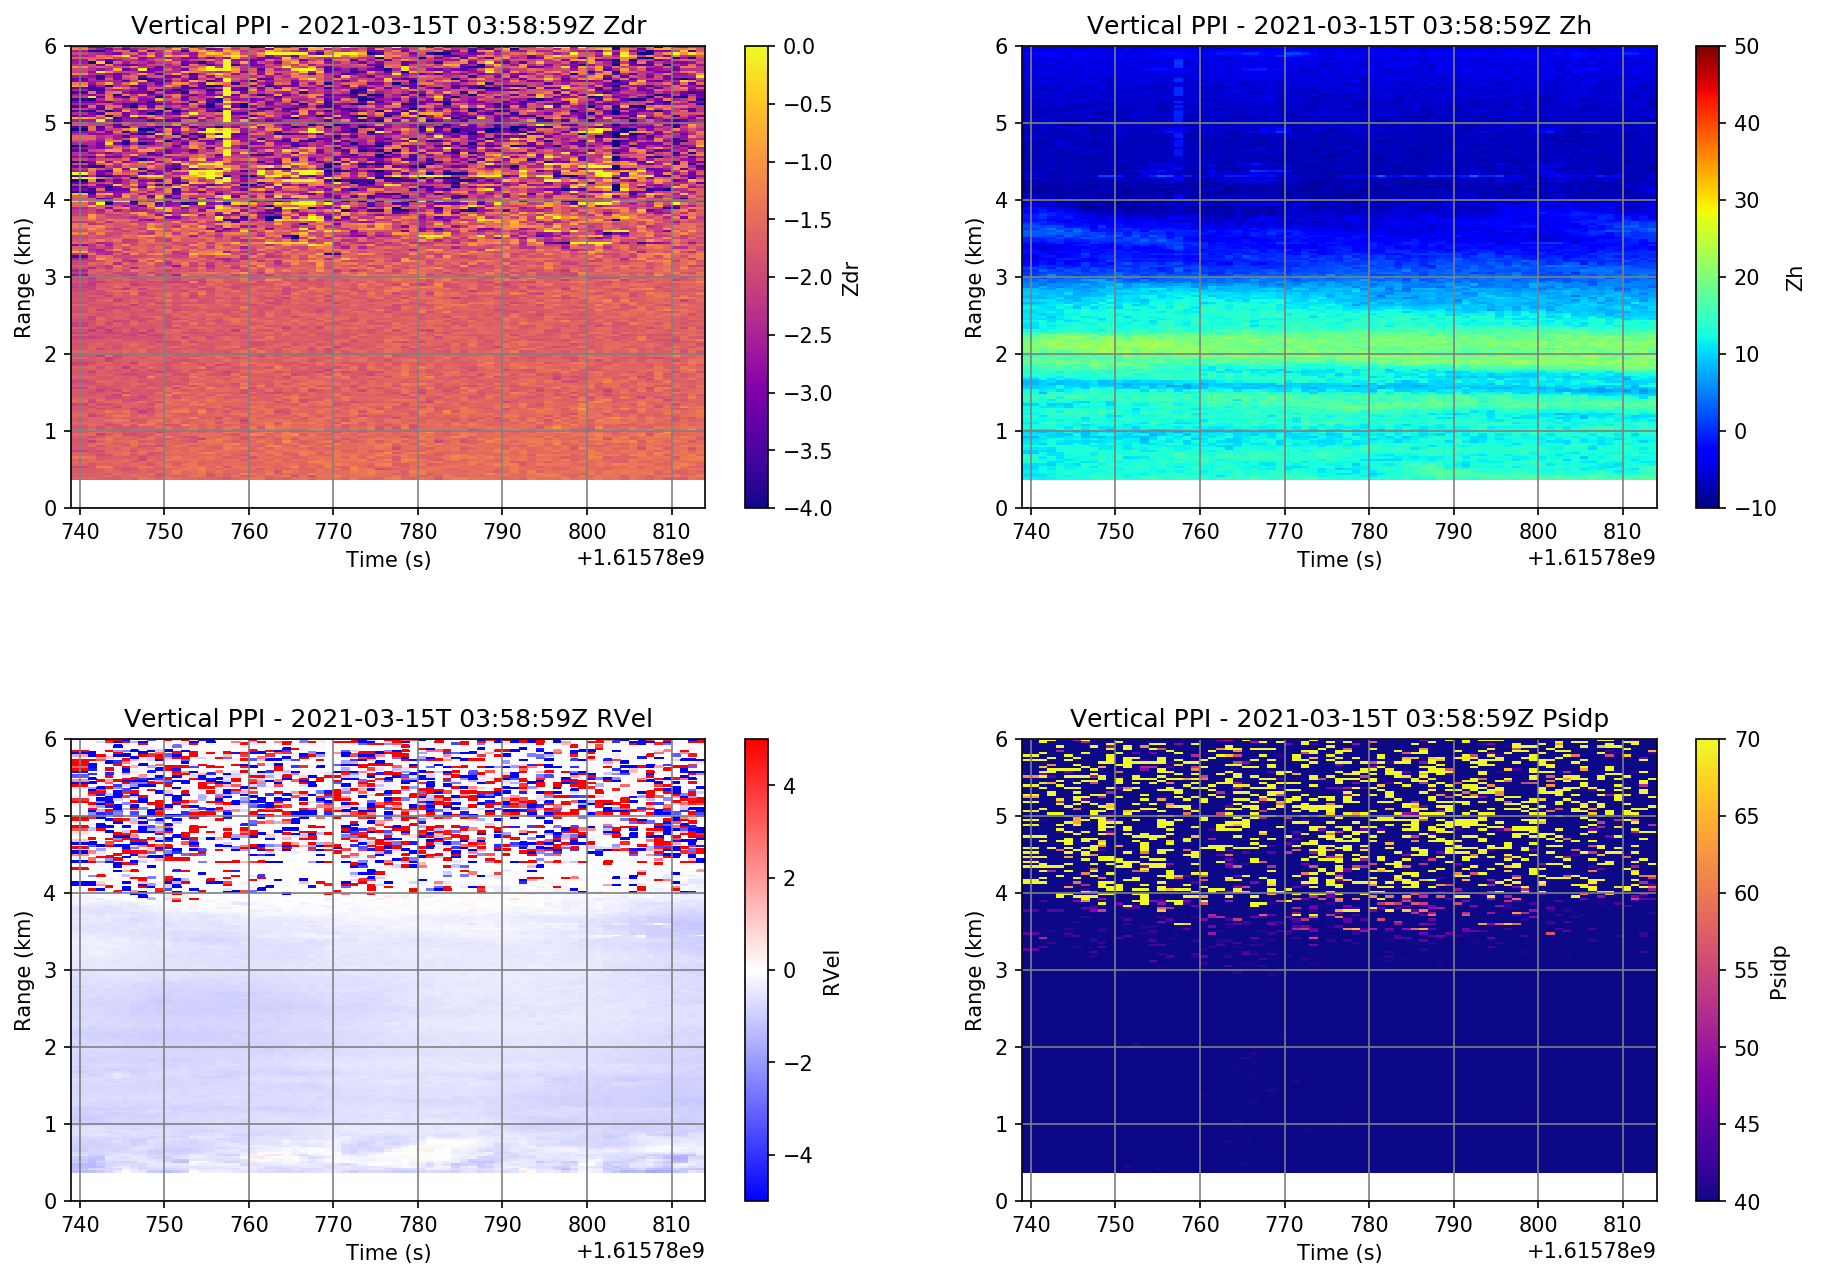 Vertical PPI - 2021-03-15T 03:58:59Z Zdr
6
5
4
3
2
1
0
Range (km)
740 750 760 770 780 790 800 810
Time (s)
+1.61578e9
0.0
−0.5
−1.0
−1.5
−2.0
−2.5
−3.0
−3.5
−4.0
Zdr
Vertical PPI - 2021-03-15T 03:58:59Z Zh
6
5
4
3
2
1
0
Range (km)
740 750 760 770 780 790 800 810
Time (s)
+1.61578e9
50
40
30
20
10
0
−10
Zh
Vertical PPI - 2021-03-15T 03:58:59Z RVel
6
5
4
3
2
1
0
Range (km)
740 750 760 770 780 790 800 810
Time (s)
+1.61578e9
4
2
0
−2
−4
RVel
Vertical PPI - 2021-03-15T 03:58:59Z Psidp
6
5
4
3
2
1
0
Range (km)
740 750 760 770 780 790 800 810
Time (s)
+1.61578e9
70
65
60
55
50
45
40
Psidp